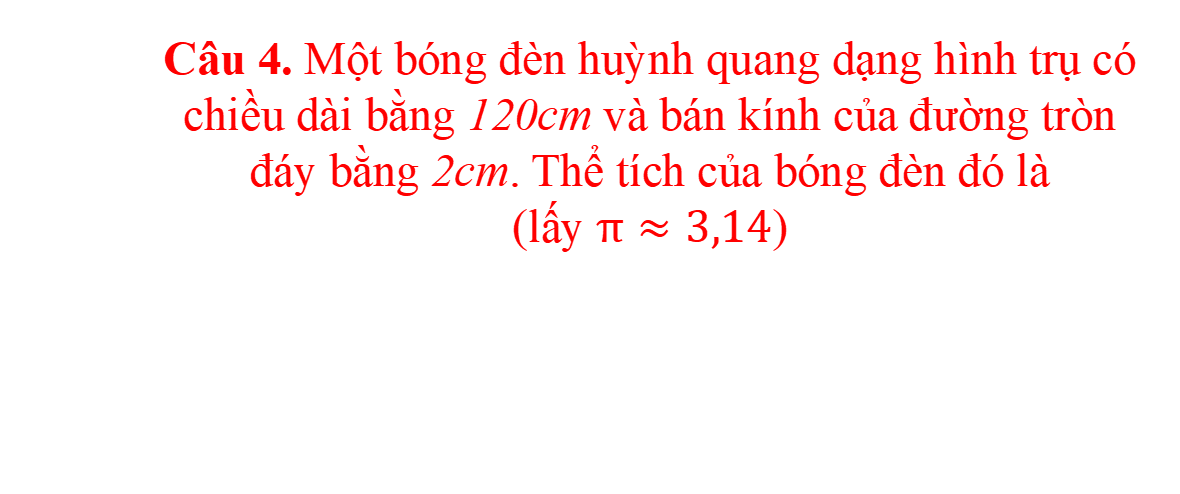 Câu 4. Một bóng đèn huỳnh quang dạng hình trụ có
chiều dài bằng 120cm và bán kính của đường tròn
đáy bằng 2cm. Thể tích của bóng đèn đó là
(lấy π ≈ 3,14)